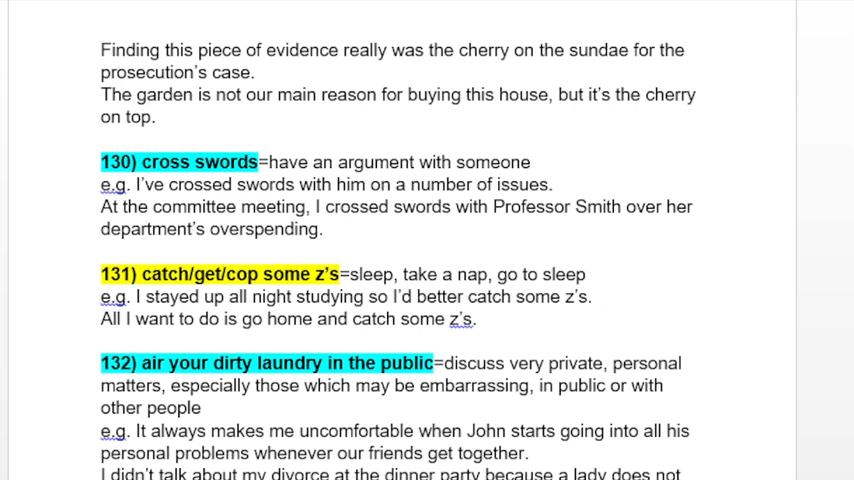 Finding this piece of evidence really was the cherry on the sundae for the
prosecution's case.
The garden is not our main reason for buying this house, but it's the cherry
on top.
130) cross swords=have an argument with someone
e.g. I've crossed swords with him on a number of issues.
At the committee meeting, I crossed swords with Professor Smith over her
department's overspending.
131) catch/get/cop some z's=sleep, take a nap, go to sleep
e.g. I stayed up all night studying so I'd better catch some z's.
All I want to do is go home and catch some z's.
132) air your dirty laundry in the public=discuss very private, personal
matters, especially those which may be embarrassing, in public or with
other people
e.g. It always makes me uncomfortable when John starts going into all his
personal problems whenever our friends get together.
I didn't talk about my divorce at the dinner party because a lady does not